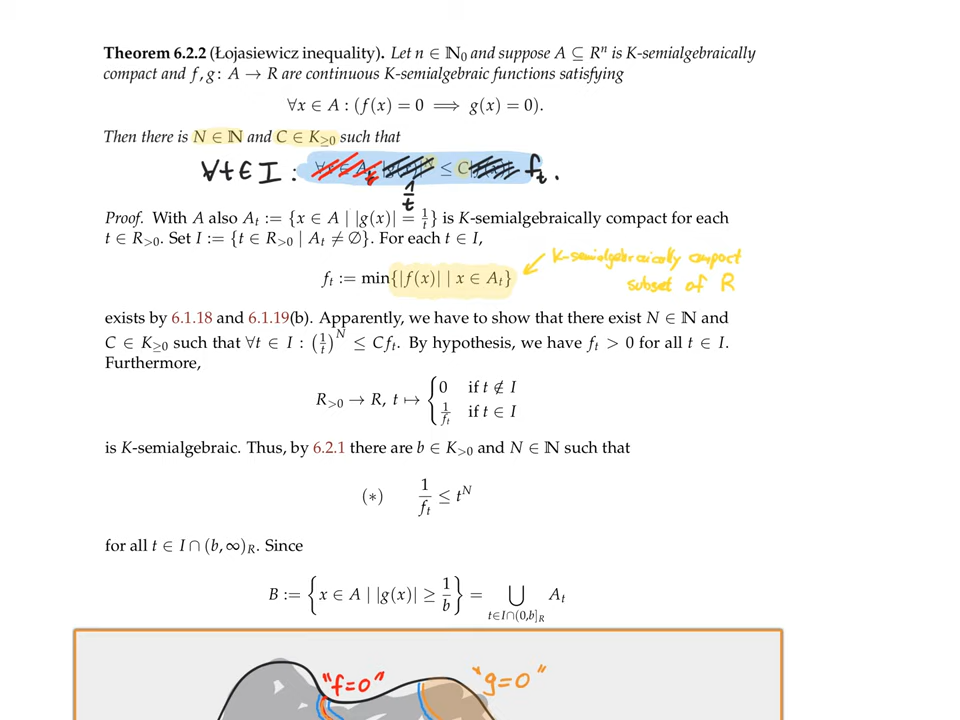 Theorem 6.2.2 (Łojasiewicz inequality). Let n ∈ ℕ₀ and suppose A ⊆ Rⁿ is K-semialgebraically
compact and f, g: A → R are continuous K-semialgebraic functions satisfying
∀x ∈ A : (f(x) = 0 ⟹ g(x) = 0).
Then there is N ∈ ℕ and C ∈ K≥0 such that
∀t ∈ I : 1/t ≤ C f_t.
Proof. With A also A_t := {x ∈ A | |g(x)| = 1/t} is K-semialgebraically compact for each
t ∈ R>0. Set I := {t ∈ R>0 | A_t ≠ ∅}. For each t ∈ I,
K-semialgebraically compact
f_t := min{|f(x)| | x ∈ A_t}
subset of R
exists by 6.1.18 and 6.1.19(b). Apparently, we have to show that there exist N ∈ ℕ and
C ∈ K≥0 such that ∀t ∈ I : (1/t)^N ≤ C f_t. By hypothesis, we have f_t > 0 for all t ∈ I.
Furthermore,
R>0 → R, t ↦ { 0 if t ∉ I
1/f_t if t ∈ I
is K-semialgebraic. Thus, by 6.2.1 there are b ∈ K>0 and N ∈ ℕ such that
(∗) 1/f_t ≤ t^N
for all t ∈ I ∩ (b, ∞)_R. Since
B := {x ∈ A | |g(x)| ≥ 1/b} = ⋃_{t∈I∩(0,b]_R} A_t
"f=0" "g=0"